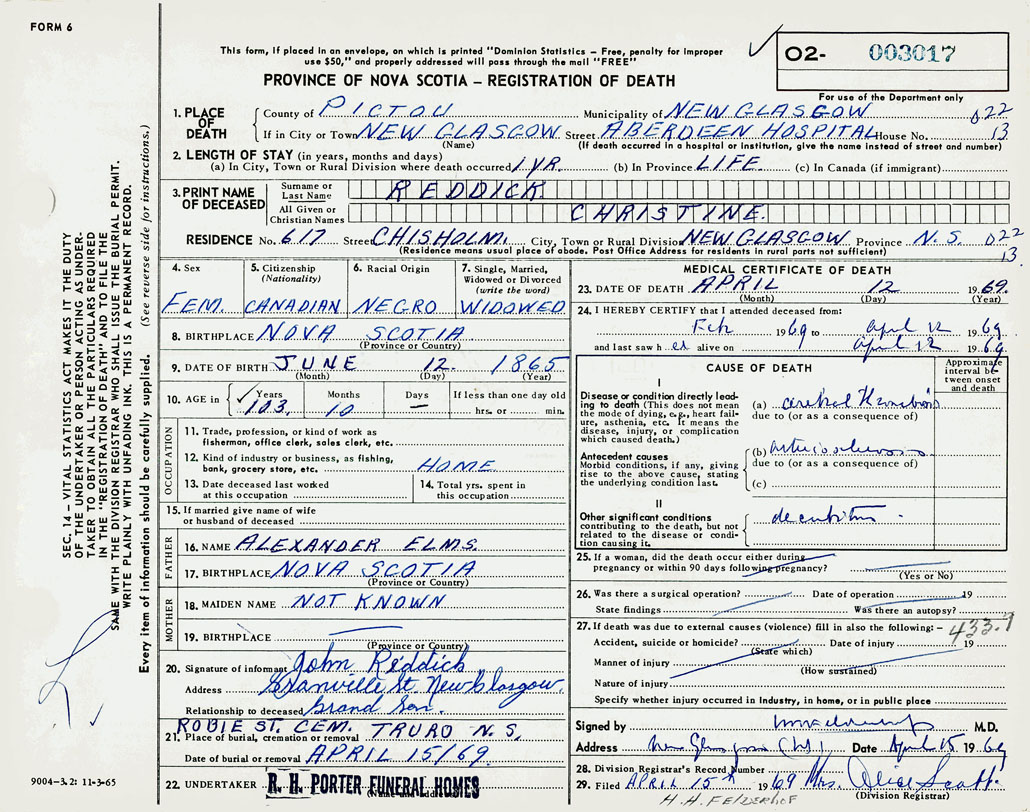 FORM 6
This form, if placed in an envelope, on which is printed "Dominion Statistics – Free, penalty for improper
use $50," and properly addressed will pass through the mail "FREE"
PROVINCE OF NOVA SCOTIA – REGISTRATION OF DEATH
02- 003017
For use of the Department only
SEC. 14 – VITAL STATISTICS ACT MAKES IT THE DUTY
OF THE UNDERTAKER OR PERSON ACTING AS UNDER-
TAKER TO OBTAIN ALL THE PARTICULARS REQUIRED
IN THE "REGISTRATION OF DEATH" AND TO FILE THE
SAME WITH THE DIVISION REGISTRAR WHO SHALL ISSUE THE BURIAL PERMIT.
WRITE PLAINLY WITH UNFADING INK. THIS IS A PERMANENT RECORD.
Every item of information should be carefully supplied. (See reverse side for instructions.)
1. PLACE OF DEATH
County of PICTOU Municipality of NEW GLASGOW 022
If in City or Town NEW GLASGOW Street ABERDEEN HOSPITAL House No. 13
(Name) (If death occurred in a hospital or institution, give the name instead of street and number)
2. LENGTH OF STAY (in years, months and days)
(a) In City, Town or Rural Division where death occurred 1 YR. (b) In Province LIFE. (c) In Canada (if immigrant)
3. PRINT NAME OF DECEASED
Surname or Last Name REDDICK
All Given or Christian Names CHRISTINE.
RESIDENCE No. 617 Street CHISHOLM. City, Town or Rural Division NEW GLASGOW Province N.S. 022
(Residence means usual place of abode. Post Office Address for residents in rural parts not sufficient) 13.
4. Sex FEM.
5. Citizenship (Nationality) CANADIAN
6. Racial Origin NEGRO
7. Single, Married, Widowed or Divorced (write the word) WIDOWED
8. BIRTHPLACE NOVA SCOTIA
(Province or Country)
9. DATE OF BIRTH JUNE 12. 1865
(Month) (Day) (Year)
10. AGE in Years 103. Months 10 Days — If less than one day old hrs. or min.
OCCUPATION
11. Trade, profession, or kind of work as
fisherman, office clerk, sales clerk, etc.
12. Kind of industry or business, as fishing,
bank, grocery store, etc. HOME
13. Date deceased last worked
at this occupation
14. Total yrs. spent in
this occupation
15. If married give name of wife
or husband of deceased
FATHER
16. NAME ALEXANDER ELMS.
17. BIRTHPLACE NOVA SCOTIA
(Province or Country)
MOTHER
18. MAIDEN NAME NOT KNOWN
19. BIRTHPLACE
(Province or Country)
20. Signature of informant John Reddick
Address Granville St. New Glasgow.
Relationship to deceased Grand Son.
ROBIE ST. CEM. TRURO N.S.
21. Place of burial, cremation or removal
Date of burial or removal APRIL 15/69.
22. UNDERTAKER R. H. PORTER FUNERAL HOMES
9004-3.2: 11-3-65
MEDICAL CERTIFICATE OF DEATH
23. DATE OF DEATH APRIL 12 1969.
(Month) (Day) (Year)
24. I HEREBY CERTIFY that I attended deceased from:
Feb 1969 to April 12 1969
and last saw h er alive on April 12 1969
CAUSE OF DEATH
Approximate interval between onset and death
I
Disease or condition directly lead-
ing to death (This does not
mean the mode of dying, e.g., heart fail-
ure, asthenia, etc. It means the
disease, injury, or complication
which caused death.)
(a) cerebral thrombosis
due to (or as a consequence of)
Antecedent causes
Morbid conditions, if any, giving
rise to the above cause, stating
the underlying condition last.
(b) arteriosclerosis
due to (or as a consequence of)
(c)
II
Other significant conditions
contributing to the death, but not
related to the disease or condi-
tion causing it.
decubitus
25. If a woman, did the death occur either during
pregnancy or within 90 days following pregnancy?
(Yes or No)
26. Was there a surgical operation? Date of operation 19
State findings Was there an autopsy?
27. If death was due to external causes (violence) fill in also the following: – 433.1
Accident, suicide or homicide? Date of injury 19
(State which)
Manner of injury
(How sustained)
Nature of injury
Specify whether injury occurred in Industry, in home, or in public place
Signed by M.D.
Address New Glasgow (N.S.) Date April 15 1969
28. Division Registrar's Record Number
29. Filed APRIL 15th 1969 Mrs. Alice Scott
(Division Registrar)
H.H. FELDERHOF